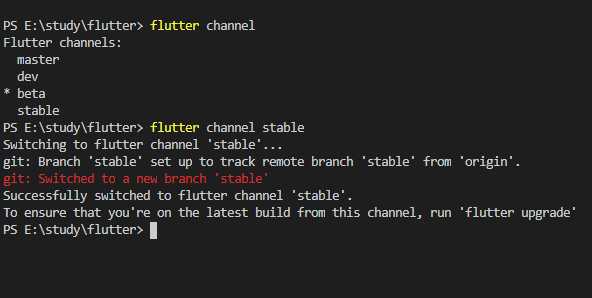 PS E:\study\flutter> flutter channel
Flutter channels:
  master
  dev
* beta
  stable
PS E:\study\flutter> flutter channel stable
Switching to flutter channel 'stable'...
git: Branch 'stable' set up to track remote branch 'stable' from 'origin'.
git: Switched to a new branch 'stable'
Successfully switched to flutter channel 'stable'.
To ensure that you're on the latest build from this channel, run 'flutter upgrade'
PS E:\study\flutter>